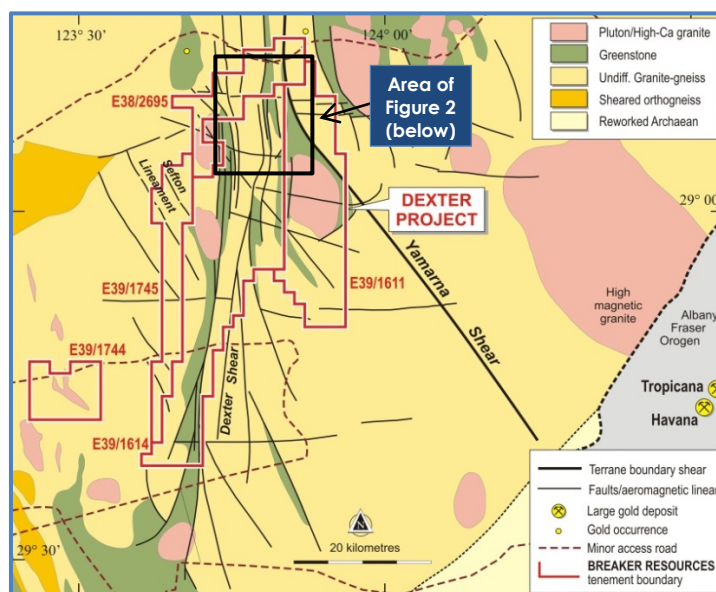 123° 30'
124° 00'
Pluton/High-Ca granite
Greenstone
Undiff. Granite-gneiss
Sheared orthogneiss
Reworked Archaean
E38/2695
Area of
Figure 2
(below)
Sefton
Lineament
DEXTER
PROJECT
29° 00
Yamarna
Shear
E39/1745
E39/1611
High
magnetic
granite
Albany
Fraser
Orogen
E39/1744
Dexter Shear
Tropicana
Havana
E39/1614
Terrane boundary shear
Faults/aeromagnetic linear
Large gold deposit
Gold occurrence
Minor access road
BREAKER RESOURCES
tenement boundary
N
20 kilometres
29° 30'